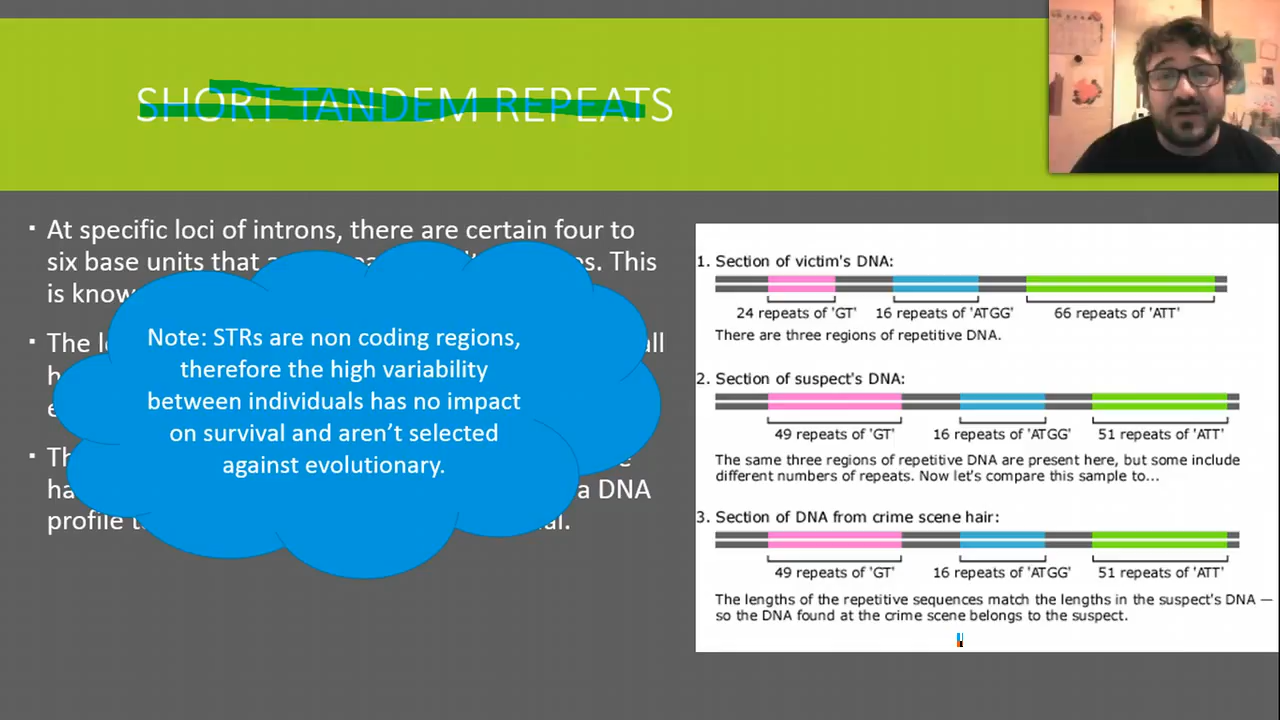 SHORT TANDEM REPEATS
▪ At specific loci of introns, there are certain four to
six base units that
This
is
▪ The
all
▪
a DNA
profile
Note: STRs are non coding regions,
therefore the high variability
between individuals has no impact
on survival and aren’t selected
against evolutionary.
1. Section of victim's DNA:
24 repeats of 'GT' 16 repeats of 'ATGG' 66 repeats of 'ATT'
There are three regions of repetitive DNA.
2. Section of suspect's DNA:
49 repeats of 'GT' 16 repeats of 'ATGG' 51 repeats of 'ATT'
The same three regions of repetitive DNA are present here, but some include
different numbers of repeats. Now let's compare this sample to...
3. Section of DNA from crime scene hair:
49 repeats of 'GT' 16 repeats of 'ATGG' 51 repeats of 'ATT'
The lengths of the repetitive sequences match the lengths in the suspect's DNA —
so the DNA found at the crime scene belongs to the suspect.